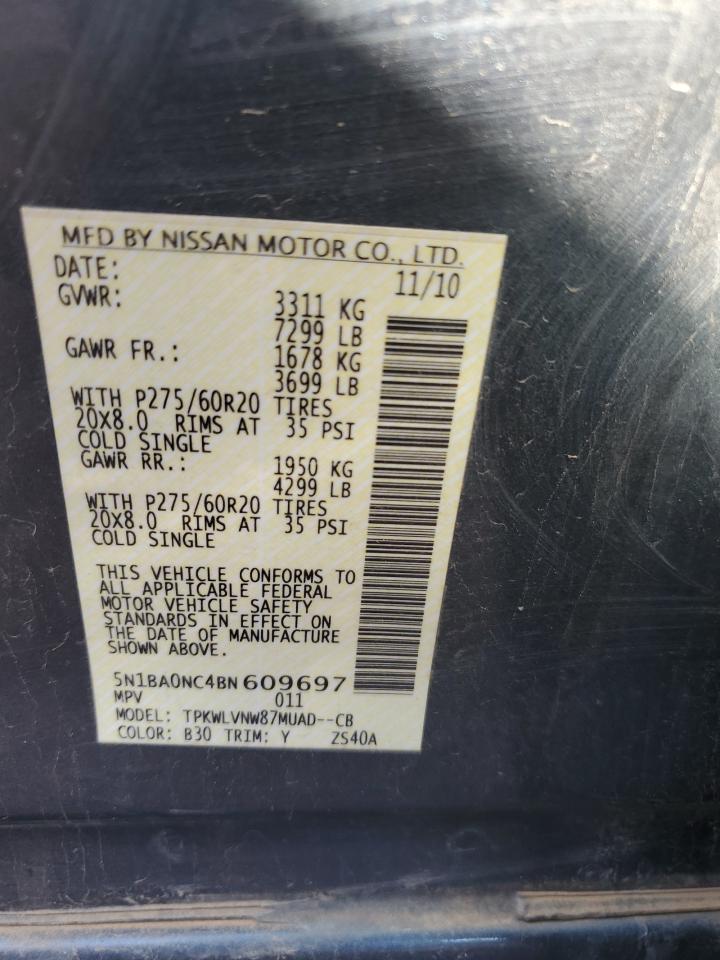 MFD BY NISSAN MOTOR CO., LTD.
DATE: 11/10
GVWR: 3311 KG
7299 LB
GAWR FR.: 1678 KG
3699 LB
WITH P275/60R20 TIRES
20X8.0 RIMS AT 35 PSI
COLD SINGLE
GAWR RR.: 1950 KG
4299 LB
WITH P275/60R20 TIRES
20X8.0 RIMS AT 35 PSI
COLD SINGLE
THIS VEHICLE CONFORMS TO
ALL APPLICABLE FEDERAL
MOTOR VEHICLE SAFETY
STANDARDS IN EFFECT ON
THE DATE OF MANUFACTURE
SHOWN ABOVE.
5N1BA0NC4BN609697
MPV 011
MODEL: TPKWLVNW87MUAD--CB
COLOR: B30 TRIM: Y ZS40A